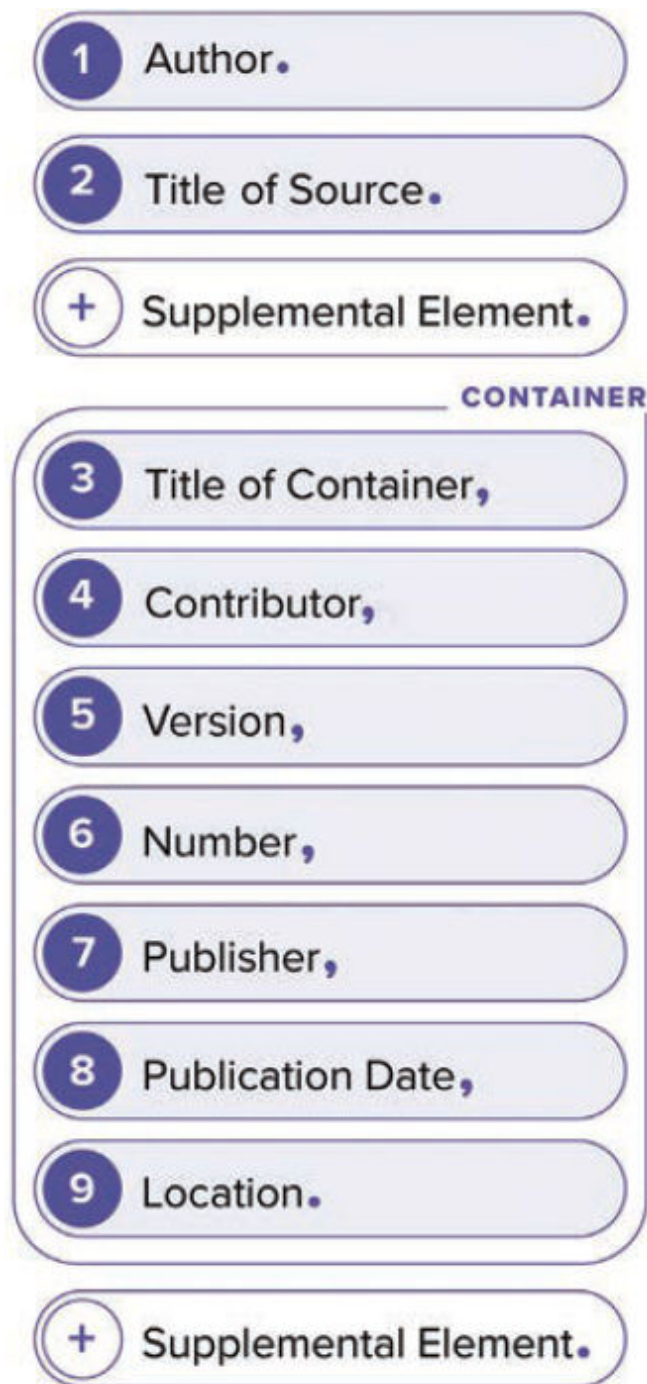 1 Author.
2 Title of Source.
+ Supplemental Element.
CONTAINER
3 Title of Container,
4 Contributor,
5 Version,
6 Number,
7 Publisher,
8 Publication Date,
9 Location.
+ Supplemental Element.